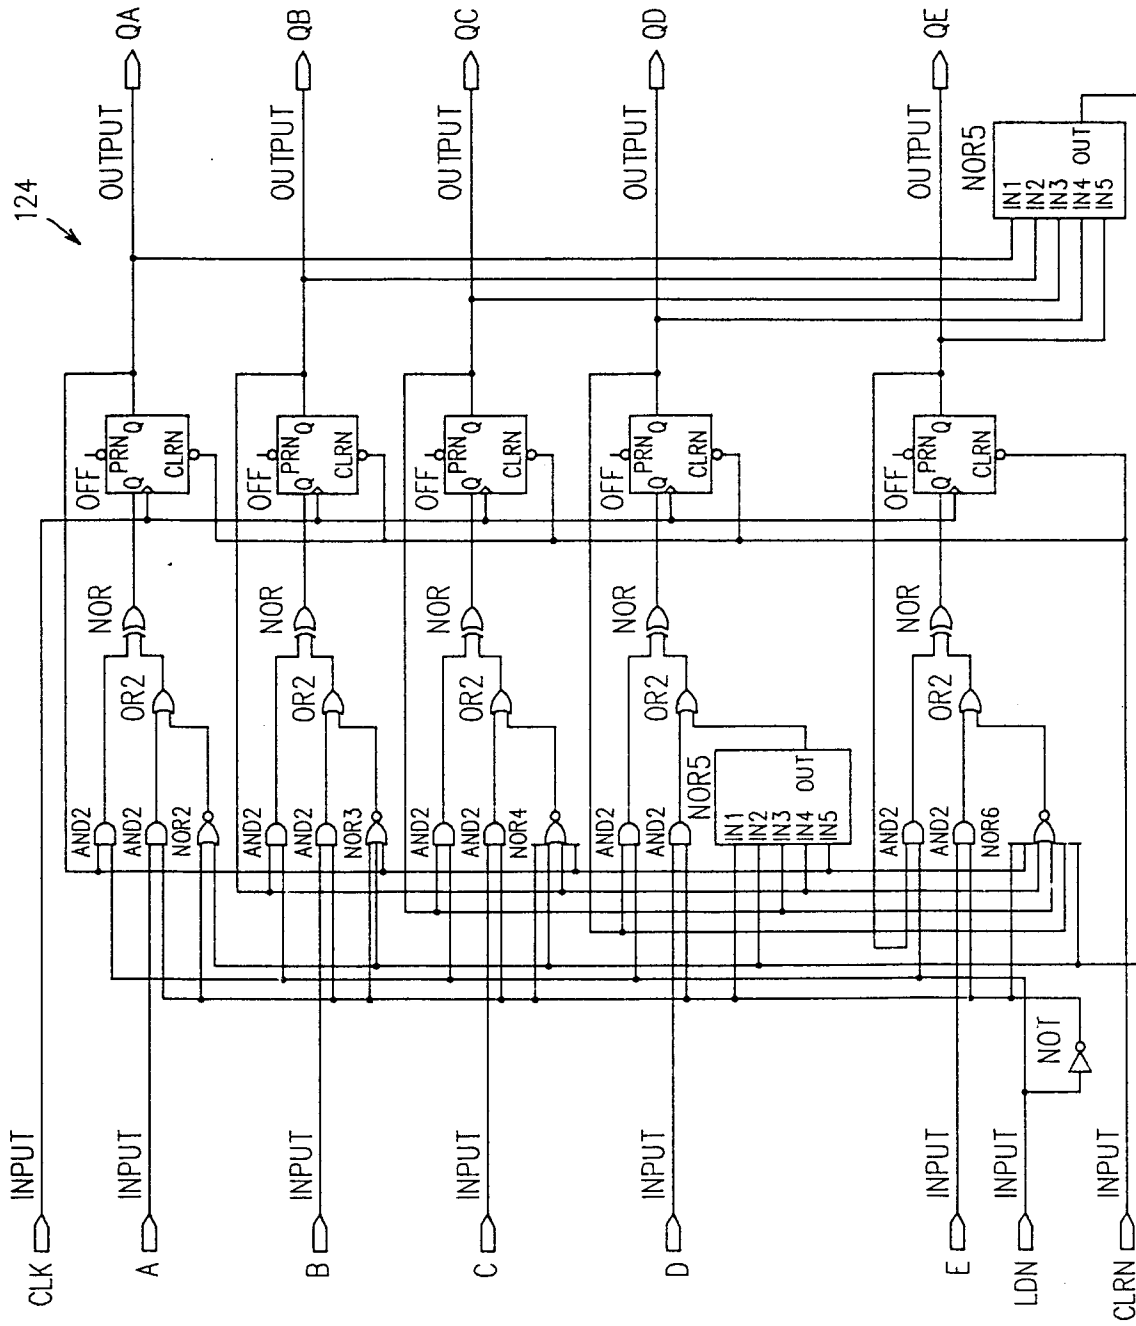 124
CLK INPUT
OFF
PRN
Q Q
CLRN
OUTPUT QA
AND2
NOR
A INPUT
AND2
OR2
NOR2
OFF
PRN
Q Q
CLRN
OUTPUT QB
AND2
NOR
B INPUT
AND2
OR2
NOR3
OFF
PRN
Q Q
CLRN
OUTPUT QC
AND2
NOR
C INPUT
AND2
OR2
NOR4
OFF
PRN
Q Q
CLRN
OUTPUT QD
AND2
NOR
D INPUT
AND2
OR2
NOR5
IN1
IN2
IN3
IN4 OUT
IN5
OFF
PRN
Q Q
CLRN
OUTPUT QE
AND2
NOR
E INPUT
AND2
OR2
NOR6
NOR5
IN1
IN2
IN3
IN4 OUT
IN5
LDN INPUT
NOT
CLRN INPUT